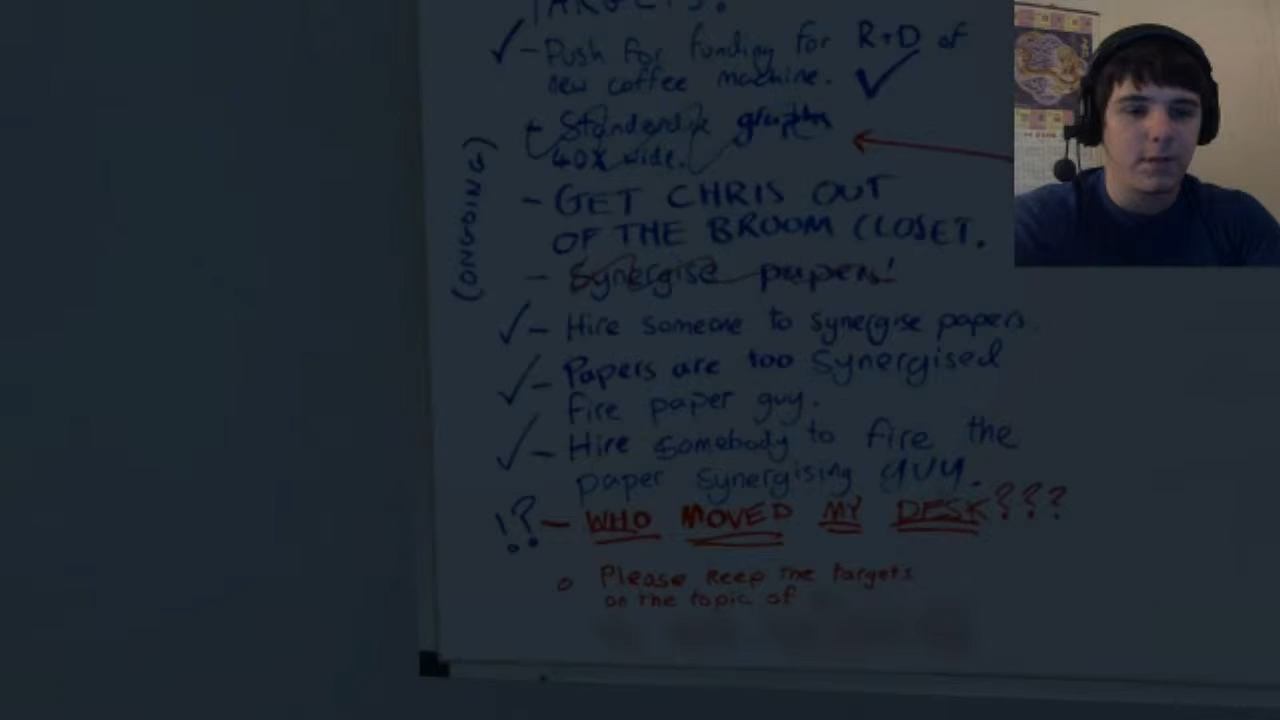 TARGETS:
- Push for funding for R+D of
new coffee machine.
- Standardize graphs
40X wide.
(ONGOING)
- GET CHRIS OUT
OF THE BROOM CLOSET.
- Synergise papers!
- Hire someone to synergise papers.
- Papers are too Synergised
fire paper guy.
- Hire somebody to fire the
paper synergising guy.
!? - WHO MOVED MY DESK???
o Please keep the targets
on the topic of